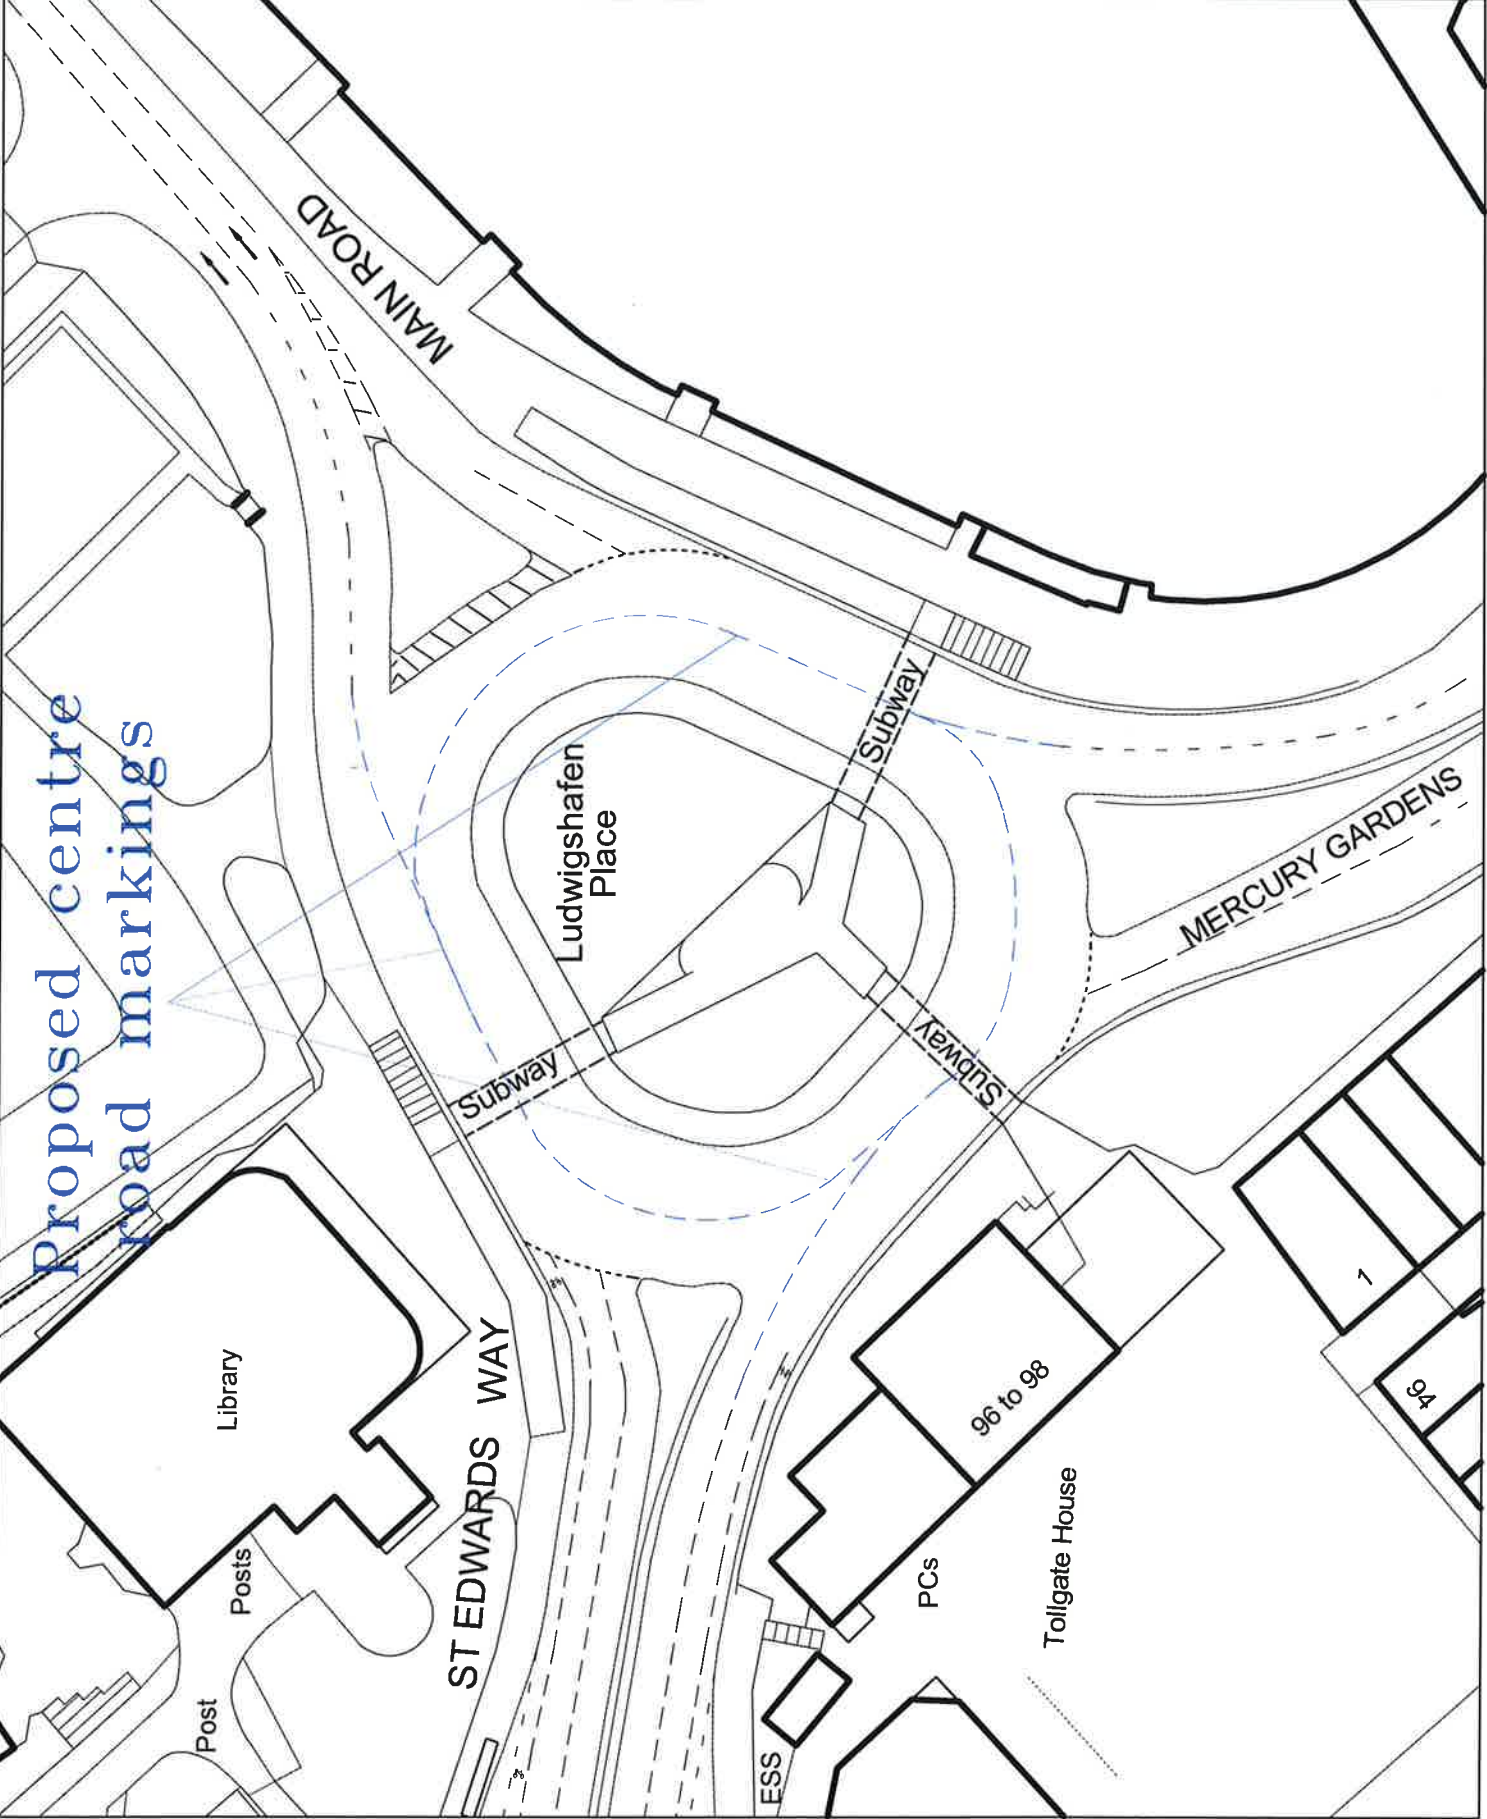 Proposed centre
road markings
MAIN ROAD
Ludwigshafen
Place
Subway
Subway
Subway
MERCURY GARDENS
Library
ST EDWARDS WAY
Posts
Post
96 to 98
PCs
Tollgate House
ESS
1
94